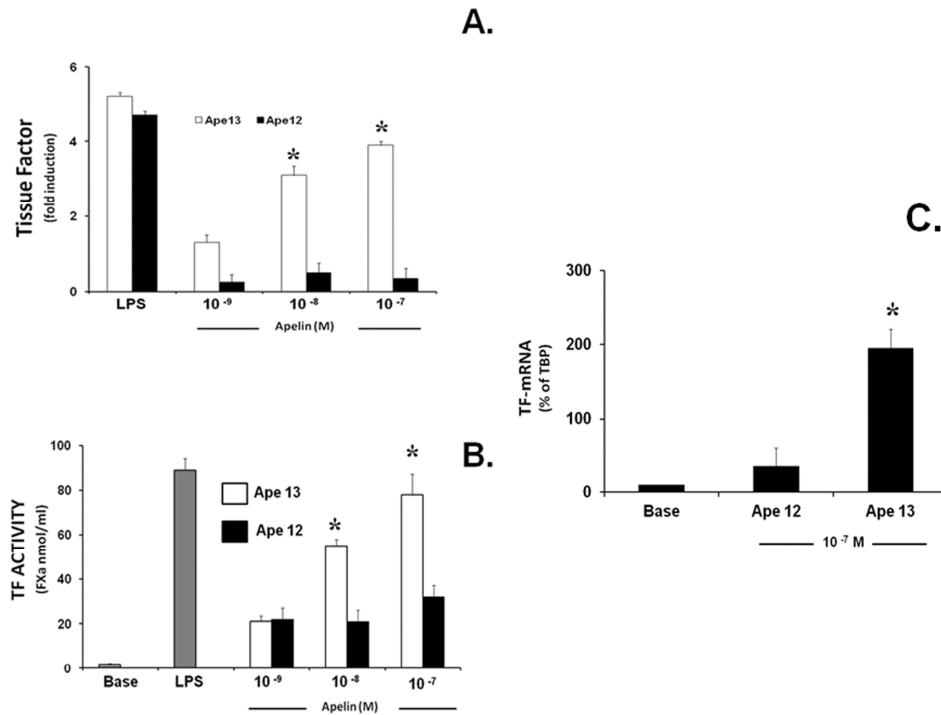 A.
Tissue Factor
(fold induction)
6
4
2
0
Ape13 Ape12
*
*
LPS 10 -9 10 -8 10 -7
Apelin (M)
B.
TF ACTIVITY
(FXa nmol/ml)
100
80
60
40
20
0
Ape 13
Ape 12
*
*
Base LPS 10 -9 10 -8 10 -7
Apelin (M)
C.
TF-mRNA
(% of TBP)
300
200
100
0
*
Base Ape 12 Ape 13
10 -7 M